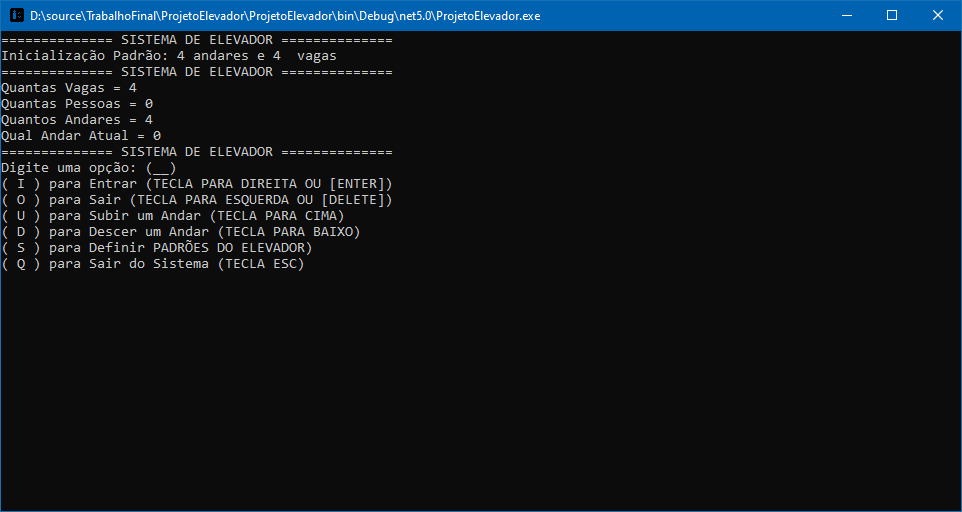 D:\source\TrabalhoFinal\ProjetoElevador\ProjetoElevador\bin\Debug\net5.0\ProjetoElevador.exe
============== SISTEMA DE ELEVADOR ==============
Inicialização Padrão: 4 andares e 4  vagas
============== SISTEMA DE ELEVADOR ==============
Quantas Vagas = 4
Quantas Pessoas = 0
Quantos Andares = 4
Qual Andar Atual = 0
============== SISTEMA DE ELEVADOR ==============
Digite uma opção: (__)
( I ) para Entrar (TECLA PARA DIREITA OU [ENTER])
( O ) para Sair (TECLA PARA ESQUERDA OU [DELETE])
( U ) para Subir um Andar (TECLA PARA CIMA)
( D ) para Descer um Andar (TECLA PARA BAIXO)
( S ) para Definir PADRÕES DO ELEVADOR)
( Q ) para Sair do Sistema (TECLA ESC)